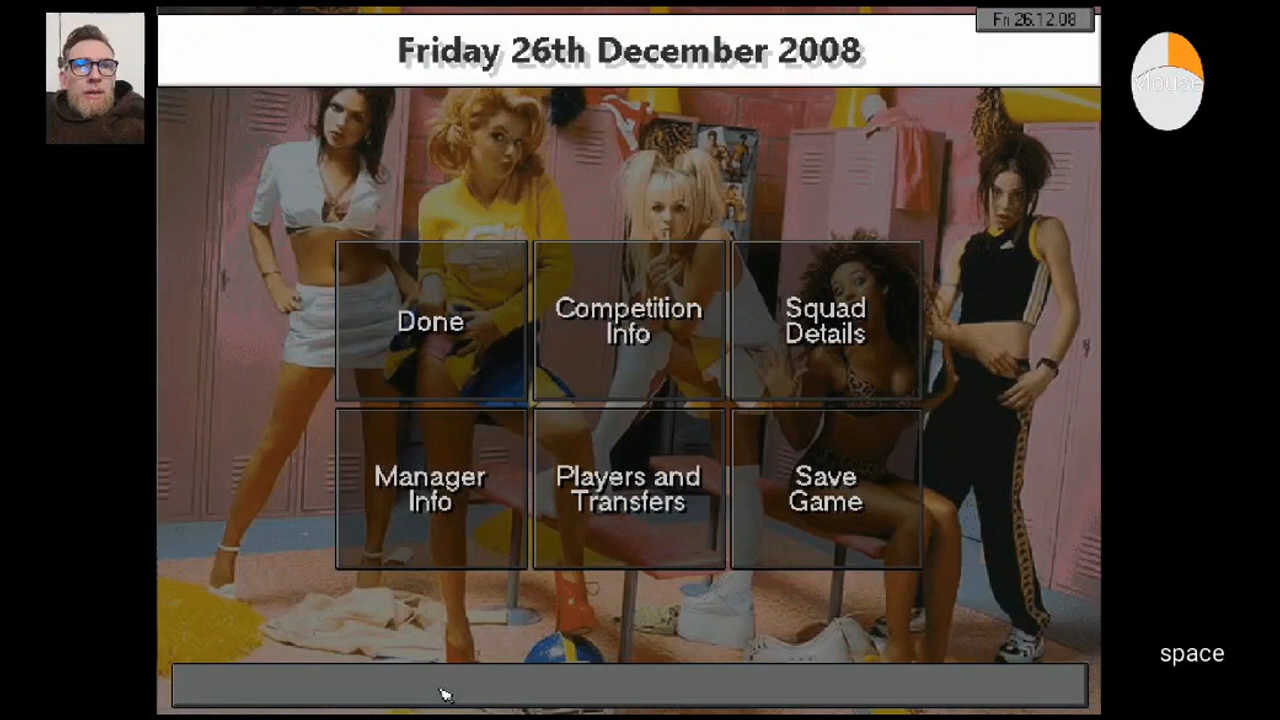 Fri 26.12.08
Friday 26th December 2008
Mouse
Done
Competition
Info
Squad
Details
Manager
Info
Players and
Transfers
Save
Game
space